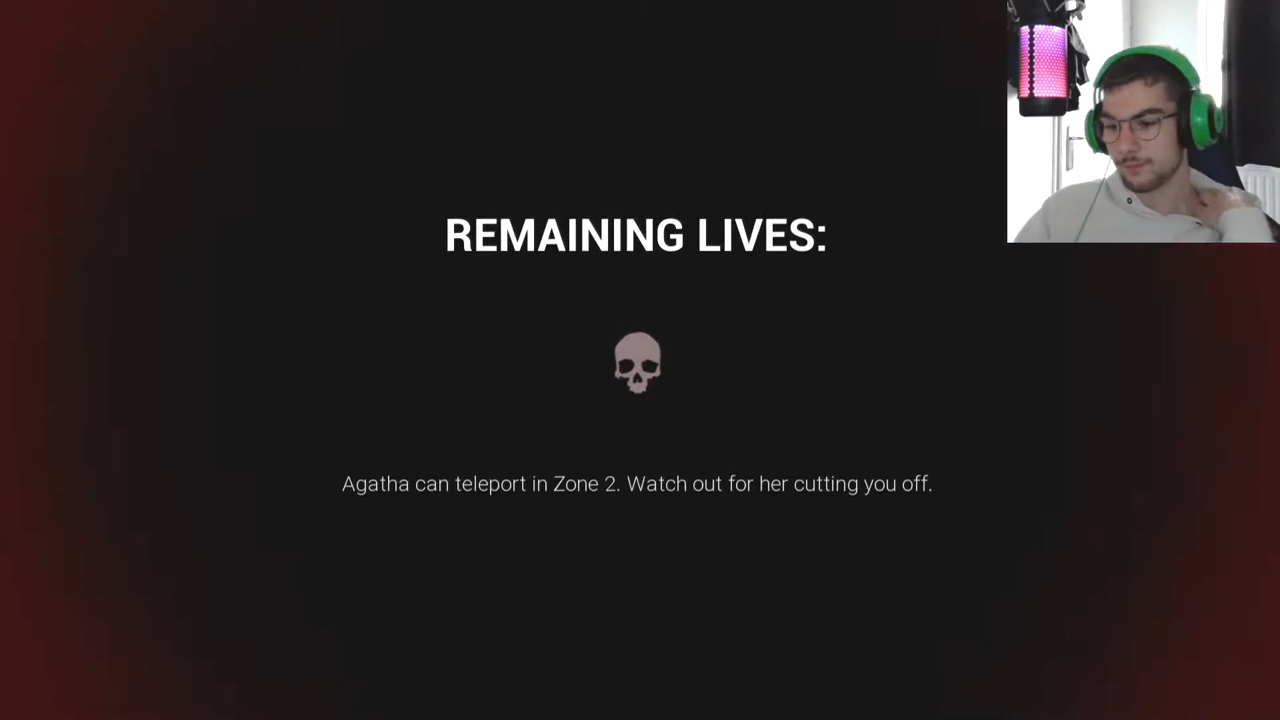 REMAINING LIVES:
Agatha can teleport in Zone 2. Watch out for her cutting you off.